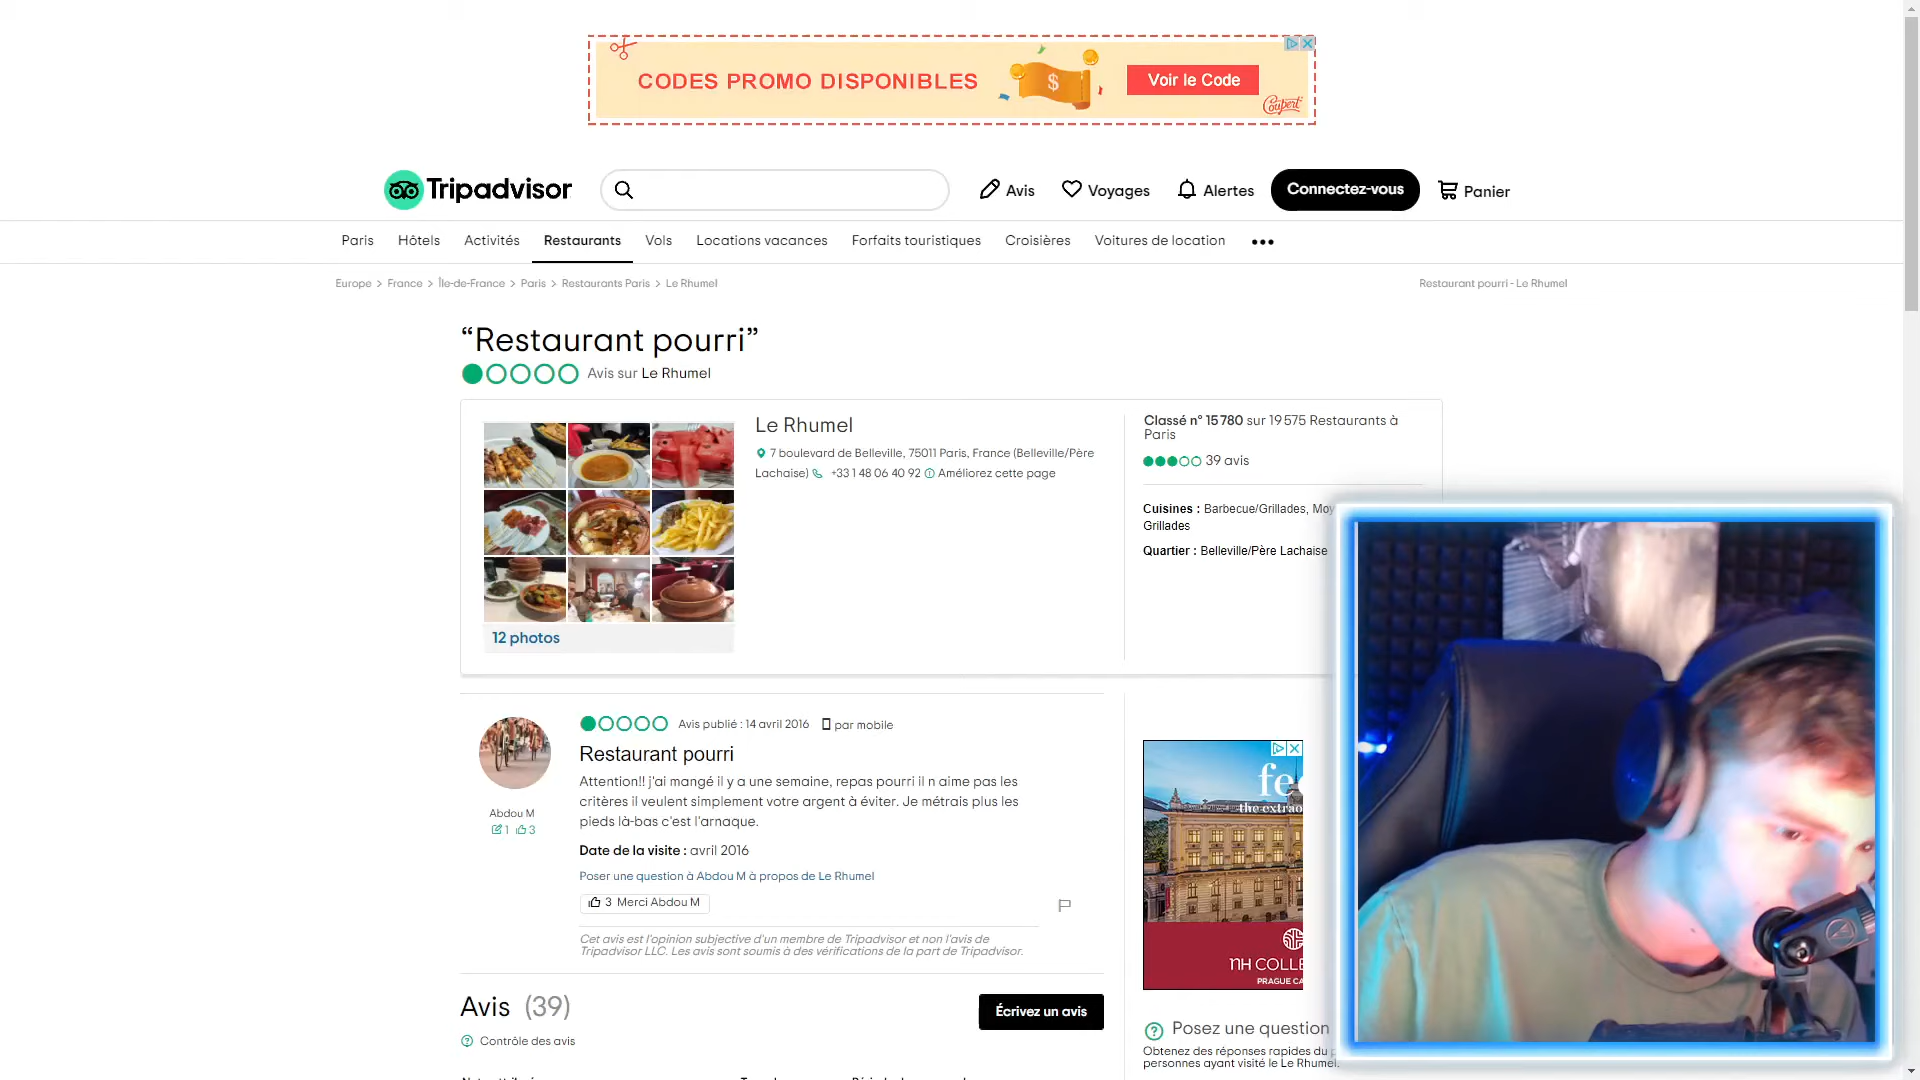 CODES PROMO DISPONIBLES
$
Voir le Code
Coupert
Tripadvisor
Avis
Voyages
Alertes
Connectez-vous
Panier
Paris
Hôtels
Activités
Restaurants
Vols
Locations vacances
Forfaits touristiques
Croisières
Voitures de location
Europe > France > Île-de-France > Paris > Restaurants Paris > Le Rhumel
Restaurant pourri - Le Rhumel
“Restaurant pourri”
Avis sur Le Rhumel
Le Rhumel
7 boulevard de Belleville, 75011 Paris, France (Belleville/Père
Lachaise) +33 1 48 06 40 92 Améliorez cette page
12 photos
Classé n° 15 780 sur 19 575 Restaurants à
Paris
39 avis
Cuisines : Barbecue/Grillades, Moy
Grillades
Quartier : Belleville/Père Lachaise
Avis publié : 14 avril 2016 par mobile
Restaurant pourri
Attention!! j'ai mangé il y a une semaine, repas pourri il n aime pas les
critères il veulent simplement votre argent à éviter. Je métrais plus les
pieds là-bas c'est l'arnaque.
Abdou M
1 3
Date de la visite : avril 2016
Poser une question à Abdou M à propos de Le Rhumel
3 Merci Abdou M
Cet avis est l'opinion subjective d'un membre de Tripadvisor et non l'avis de
Tripadvisor LLC. Les avis sont soumis à des vérifications de la part de Tripadvisor.
Avis (39)
Écrivez un avis
Contrôle des avis
fe
the extrao
NH COLLE
PRAGUE CA
Posez une question
Obtenez des réponses rapides du p
personnes ayant visité le Le Rhumel.